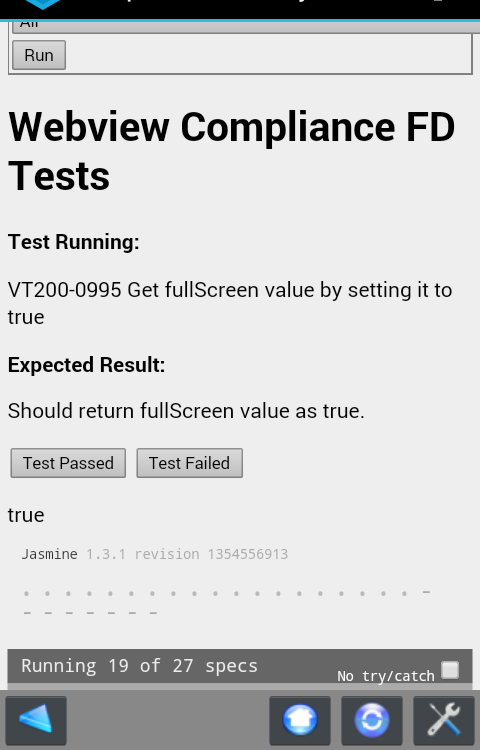 All
Run
Webview Compliance FD
Tests
Test Running:
VT200-0995 Get fullScreen value by setting it to
true
Expected Result:
Should return fullScreen value as true.
Test Passed Test Failed
true
Jasmine 1.3.1 revision 1354556913
Running 19 of 27 specs
No try/catch